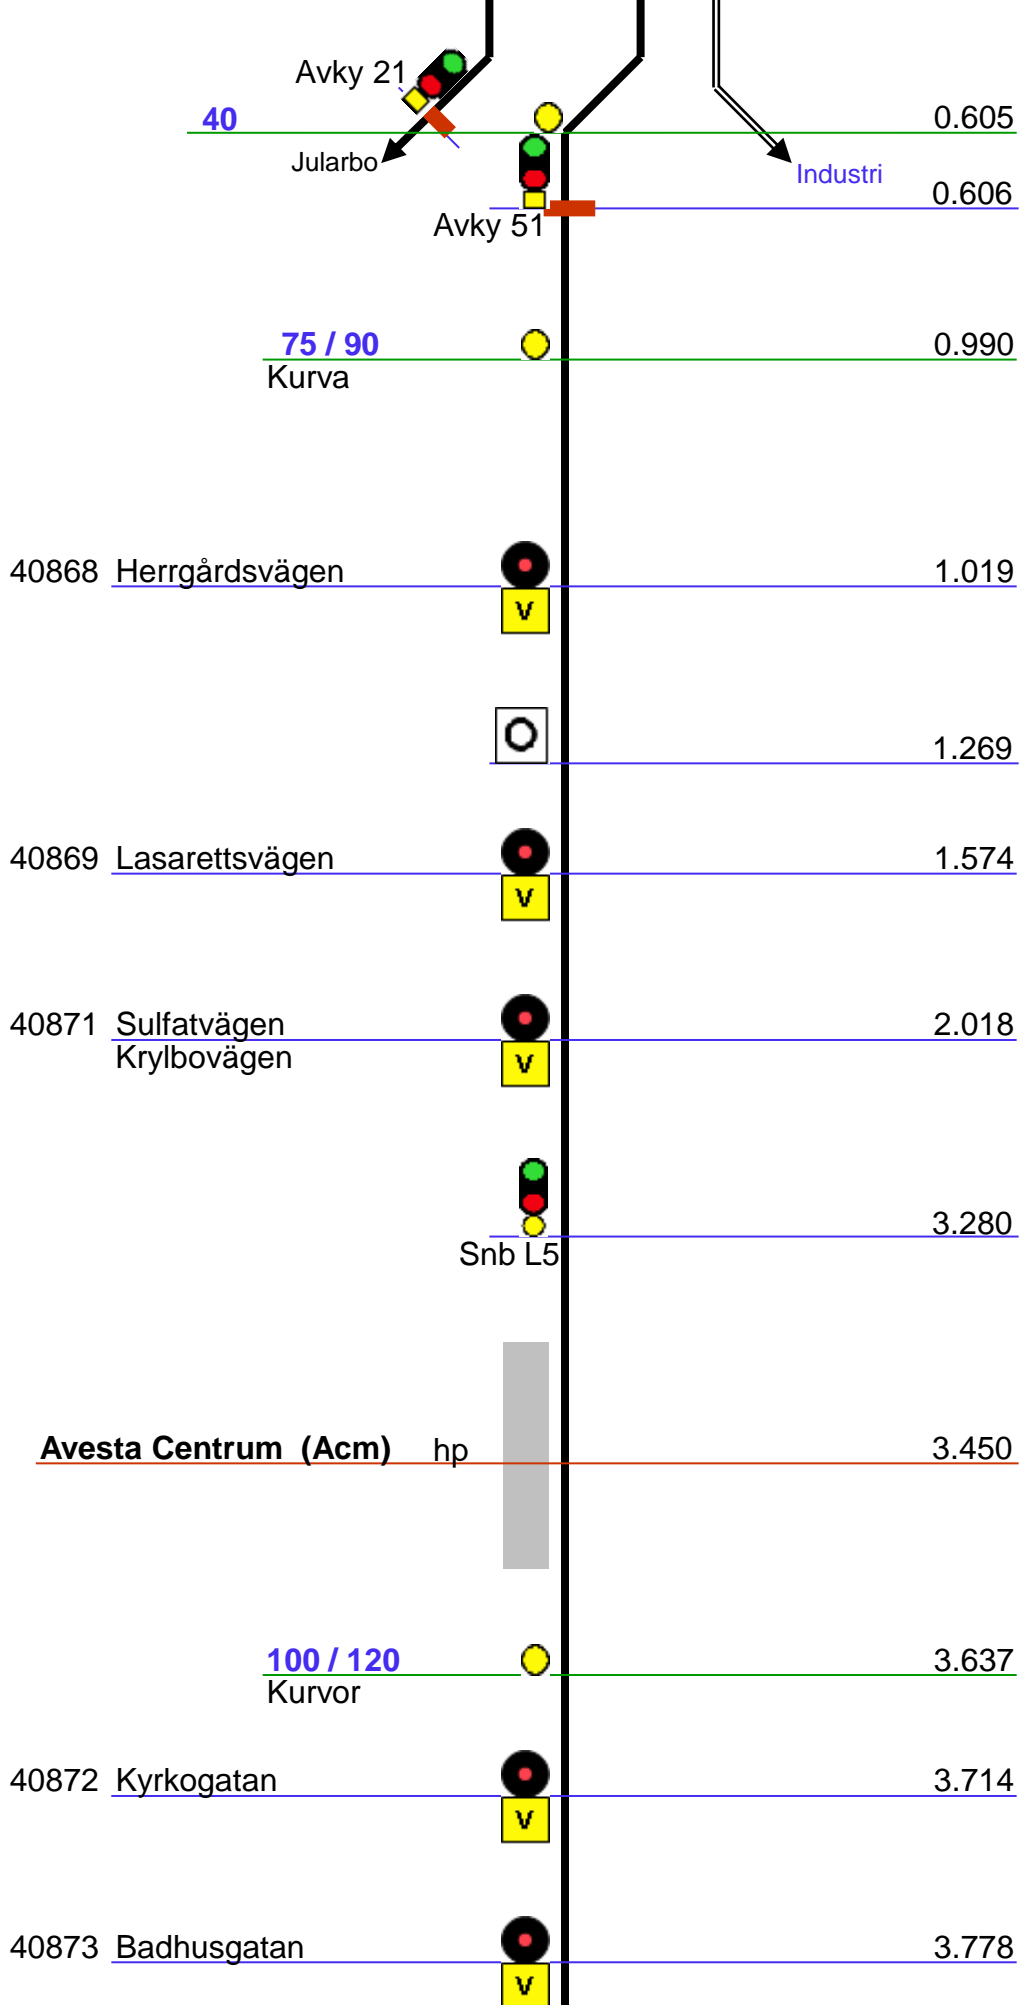 Avky 21
40 0.605
Jularbo
Industri
0.606
Avky 51
75 / 90 0.990
Kurva
40868 Herrgårdsvägen 1.019
V
O 1.269
40869 Lasarettsvägen 1.574
V
40871 Sulfatvägen 2.018
Krylbovägen
V
3.280
Snb L5
Avesta Centrum (Acm) hp 3.450
100 / 120 3.637
Kurvor
40872 Kyrkogatan 3.714
V
40873 Badhusgatan 3.778
V